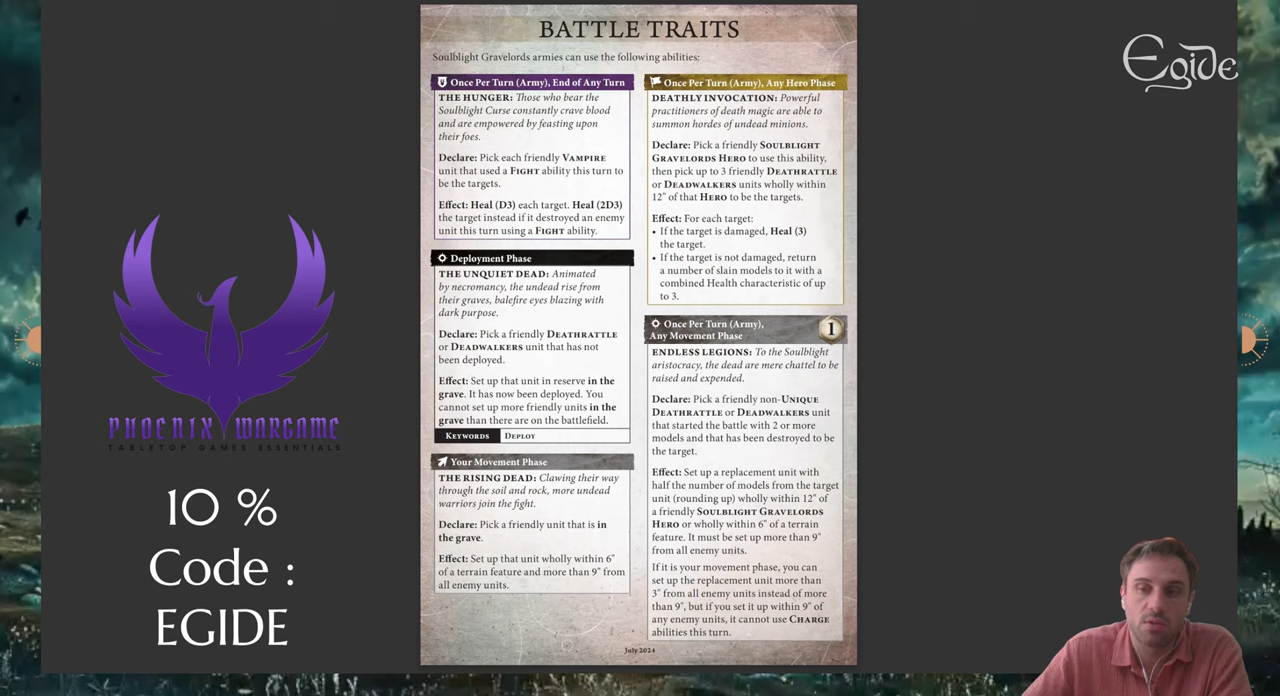 BATTLE TRAITS
Soulblight Gravelords armies can use the following abilities:
Once Per Turn (Army), End of Any Turn
THE HUNGER: Those who bear the
Soulblight Curse constantly crave blood
and are empowered by feasting upon
their foes.
Declare: Pick each friendly VAMPIRE
unit that used a FIGHT ability this turn to
be the targets.
Effect: Heal (D3) each target. Heal (2D3)
the target instead if it destroyed an enemy
unit this turn using a FIGHT ability.
Deployment Phase
THE UNQUIET DEAD: Animated
by necromancy, the undead rise from
their graves, balefire eyes blazing with
dark purpose.
Declare: Pick a friendly DEATHRATTLE
or DEADWALKERS unit that has not
been deployed.
Effect: Set up that unit in reserve in the
grave. It has now been deployed. You
cannot set up more friendly units in the
grave than there are on the battlefield.
KEYWORDS DEPLOY
Your Movement Phase
THE RISING DEAD: Clawing their way
through the soil and rock, more undead
warriors join the fight.
Declare: Pick a friendly unit that is in
the grave.
Effect: Set up that unit wholly within 6"
of a terrain feature and more than 9" from
all enemy units.
Once Per Turn (Army), Any Hero Phase
DEATHLY INVOCATION: Powerful
practitioners of death magic are able to
summon hordes of undead minions.
Declare: Pick a friendly SOULBLIGHT
GRAVELORDS HERO to use this ability,
then pick up to 3 friendly DEATHRATTLE
or DEADWALKERS units wholly within
12" of that HERO to be the targets.
Effect: For each target:
• If the target is damaged, Heal (3)
the target.
• If the target is not damaged, return
a number of slain models to it with a
combined Health characteristic of up
to 3.
Once Per Turn (Army),
Any Movement Phase
1
ENDLESS LEGIONS: To the Soulblight
aristocracy, the dead are mere chattel to be
raised and expended.
Declare: Pick a friendly non-UNIQUE
DEATHRATTLE or DEADWALKERS unit
that started the battle with 2 or more
models and that has been destroyed to be
the target.
Effect: Set up a replacement unit with
half the number of models from the target
unit (rounding up) wholly within 12" of
a friendly SOULBLIGHT GRAVELORDS
HERO or wholly within 6" of a terrain
feature. It must be set up more than 9"
from all enemy units.
If it is your movement phase, you can
set up the replacement unit more than
3" from all enemy units instead of more
than 9", but if you set it up within 9" of
any enemy units, it cannot use CHARGE
abilities this turn.
July 2024
PHOENIX WARGAME
TABLETOP GAMES ESSENTIALS
10 %
Code :
EGIDE
Egide